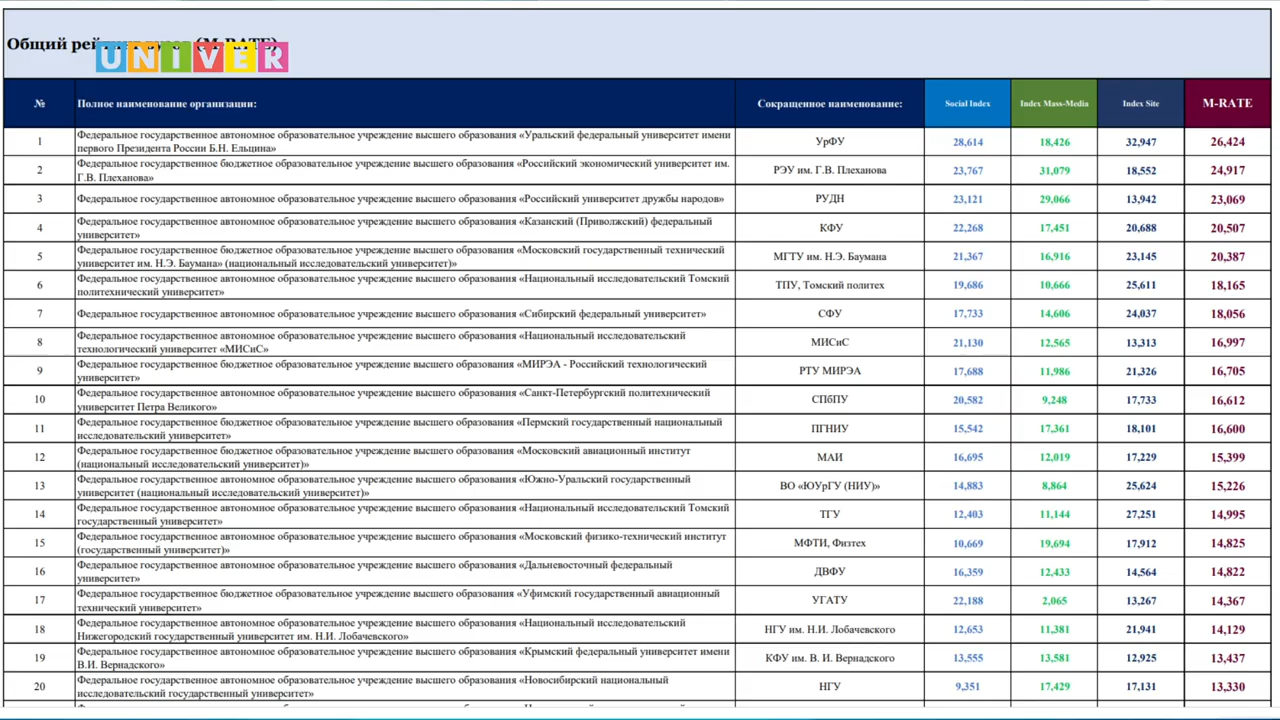 Общий рей (M-RATE)
UNIVER
№ Полное наименование организации: Сокращенное наименование: Social Index Index Mass-Media Index Site M-RATE
1 Федеральное государственное автономное образовательное учреждение высшего образования «Уральский федеральный университет имени
первого Президента России Б.Н. Ельцина» УрФУ 28,614 18,426 32,947 26,424
2 Федеральное государственное бюджетное образовательное учреждение высшего образования «Российский экономический университет им.
Г.В. Плеханова» РЭУ им. Г.В. Плеханова 23,767 31,079 18,552 24,917
3 Федеральное государственное автономное образовательное учреждение высшего образования «Российский университет дружбы народов» РУДН 23,121 29,066 13,942 23,069
4 Федеральное государственное автономное образовательное учреждение высшего образования «Казанский (Приволжский) федеральный
университет» КФУ 22,268 17,451 20,688 20,507
5 Федеральное государственное бюджетное образовательное учреждение высшего образования «Московский государственный технический
университет им. Н.Э. Баумана» (национальный исследовательский университет)» МГТУ им. Н.Э. Баумана 21,367 16,916 23,145 20,387
6 Федеральное государственное автономное образовательное учреждение высшего образования «Национальный исследовательский Томский
политехнический университет» ТПУ, Томский политех 19,686 10,666 25,611 18,165
7 Федеральное государственное автономное образовательное учреждение высшего образования «Сибирский федеральный университет» СФУ 17,733 14,606 24,037 18,056
8 Федеральное государственное автономное образовательное учреждение высшего образования «Национальный исследовательский
технологический университет «МИСиС» МИСиС 21,130 12,565 13,313 16,997
9 Федеральное государственное бюджетное образовательное учреждение высшего образования «МИРЭА - Российский технологический
университет» РТУ МИРЭА 17,688 11,986 21,326 16,705
10 Федеральное государственное автономное образовательное учреждение высшего образования «Санкт-Петербургский политехнический
университет Петра Великого» СПбПУ 20,582 9,248 17,733 16,612
11 Федеральное государственное бюджетное образовательное учреждение высшего образования «Пермский государственный национальный
исследовательский университет» ПГНИУ 15,542 17,361 18,101 16,600
12 Федеральное государственное бюджетное образовательное учреждение высшего образования «Московский авиационный институт
(национальный исследовательский университет)» МАИ 16,695 12,019 17,229 15,399
13 Федеральное государственное автономное образовательное учреждение высшего образования «Южно-Уральский государственный
университет (национальный исследовательский университет)» ВО «ЮУрГУ (НИУ)» 14,883 8,864 25,624 15,226
14 Федеральное государственное автономное образовательное учреждение высшего образования «Национальный исследовательский Томский
государственный университет» ТГУ 12,403 11,144 27,251 14,995
15 Федеральное государственное автономное образовательное учреждение высшего образования «Московский физико-технический институт
(государственный университет)» МФТИ, Физтех 10,669 19,694 17,912 14,825
16 Федеральное государственное автономное образовательное учреждение высшего образования «Дальневосточный федеральный
университет» ДВФУ 16,359 12,433 14,564 14,822
17 Федеральное государственное бюджетное образовательное учреждение высшего образования «Уфимский государственный авиационный
технический университет» УГАТУ 22,188 2,065 13,267 14,367
18 Федеральное государственное автономное образовательное учреждение высшего образования «Национальный исследовательский
Нижегородский государственный университет им. Н.И. Лобачевского» НГУ им. Н.И. Лобачевского 12,653 11,381 21,941 14,129
19 Федеральное государственное автономное образовательное учреждение высшего образования «Крымский федеральный университет имени
В.И. Вернадского» КФУ им. В. И. Вернадского 13,555 13,581 12,925 13,437
20 Федеральное государственное автономное образовательное учреждение высшего образования «Новосибирский национальный
исследовательский государственный университет» НГУ 9,351 17,429 17,131 13,330